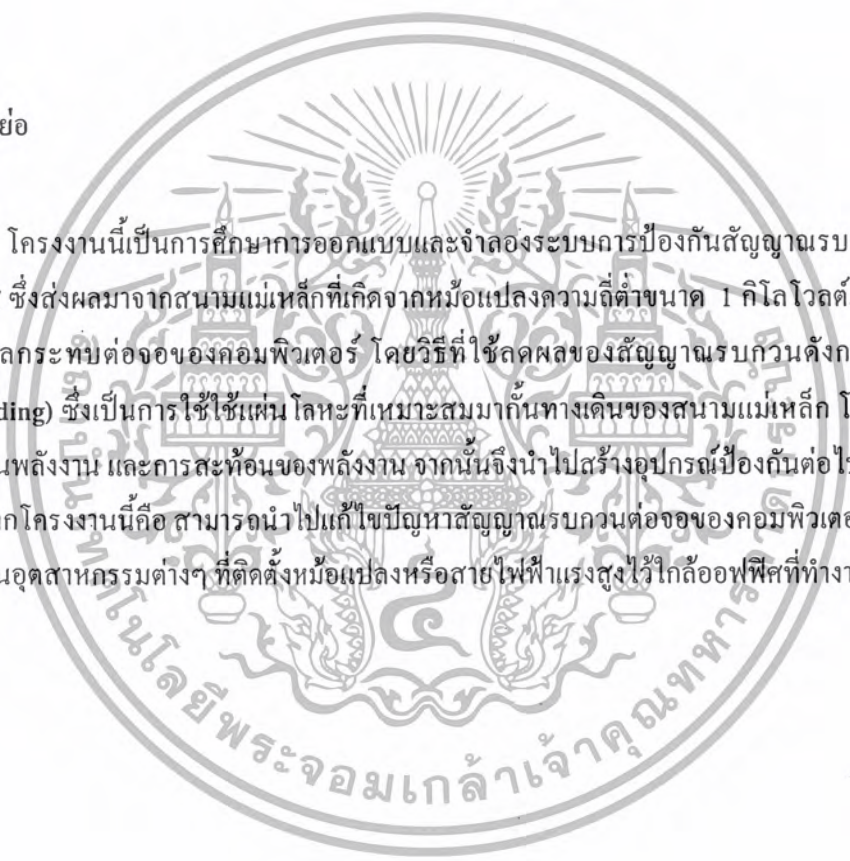 ย่อ
โครงงานนี้เป็นการศึกษาการออกแบบและจำลองระบบการป้องกันสัญญาณรบ
ซึ่งส่งผลมาจากสนามแม่เหล็กที่เกิดจากหม้อแปลงความถี่ต่ำขนาด 1 กิโลโวลต์
ลกระทบต่อจอของคอมพิวเตอร์ โดยวิธีที่ใช้ลดผลของสัญญาณรบกวนดังก
ding) ซึ่งเป็นการใช้ใช้แผ่นโลหะที่เหมาะสมมากั้นทางเดินของสนามแม่เหล็ก โ
นพลังงาน และการสะท้อนของพลังงาน จากนั้นจึงนำไปสร้างอุปกรณ์ป้องกันต่อไ
กโครงงานนี้คือ สามารถนำไปแก้ไขปัญหาสัญญาณรบกวนต่อจอของคอมพิวเตอ
นอุตสาหกรรมต่างๆ ที่ติดตั้งหม้อแปลงหรือสายไฟฟ้าแรงสูงไว้ใกล้ออฟฟิศที่ทำงา
๔
เทคโนโลยีพระจอมเกล้าเจ้าคุณทหารลาดกระบัง